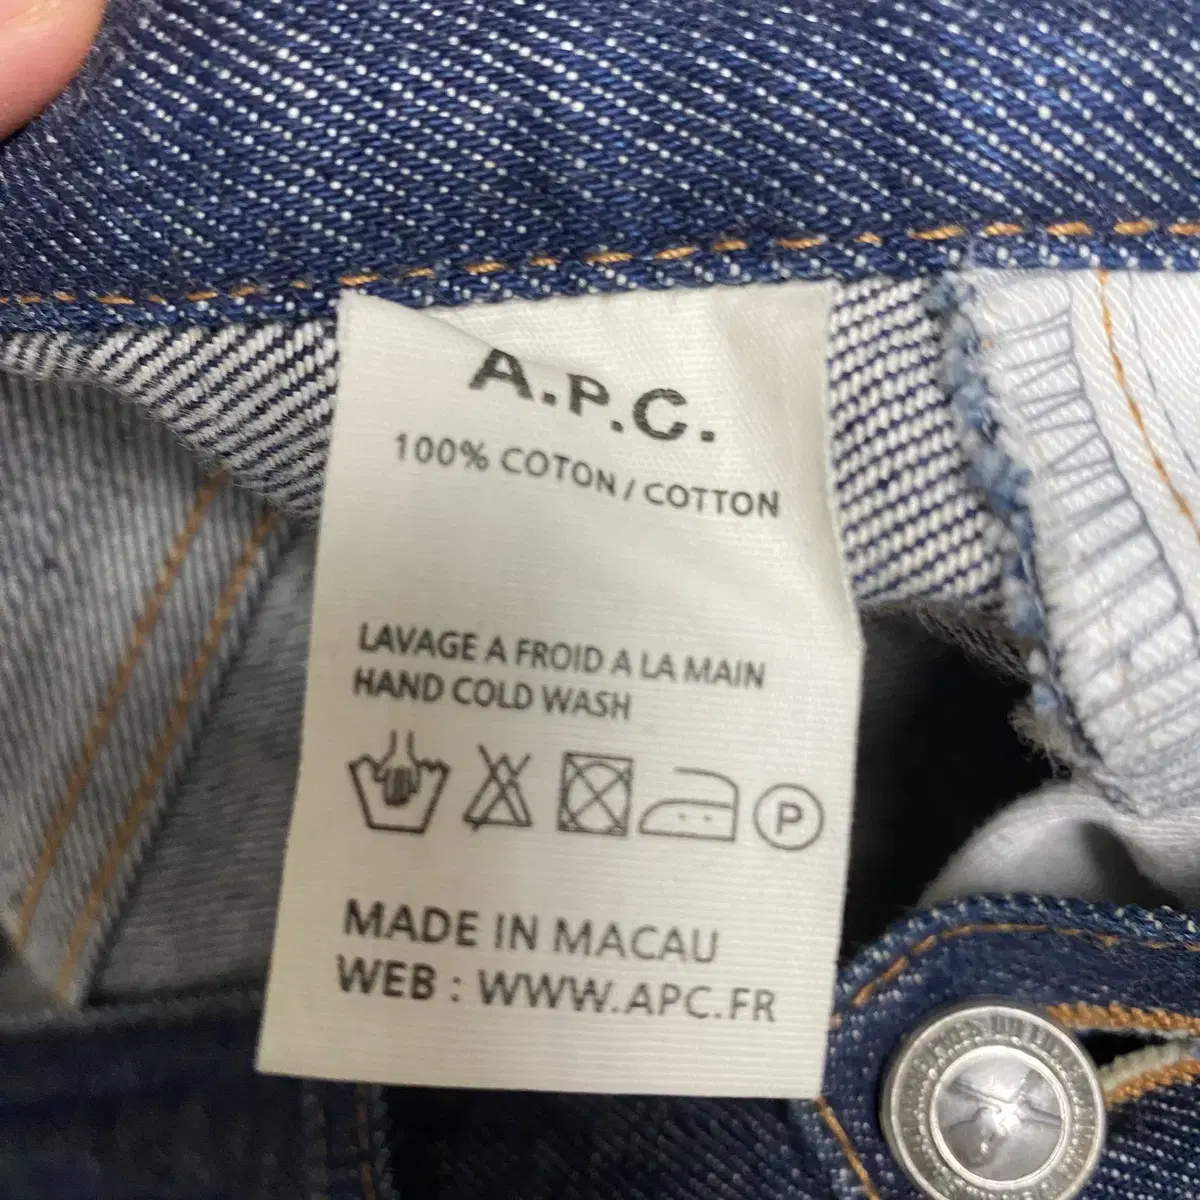 A.P.C.
100% COTON / COTTON
LAVAGE A FROID A LA MAIN
HAND COLD WASH
P
MADE IN MACAU
WEB : WWW.APC.FR